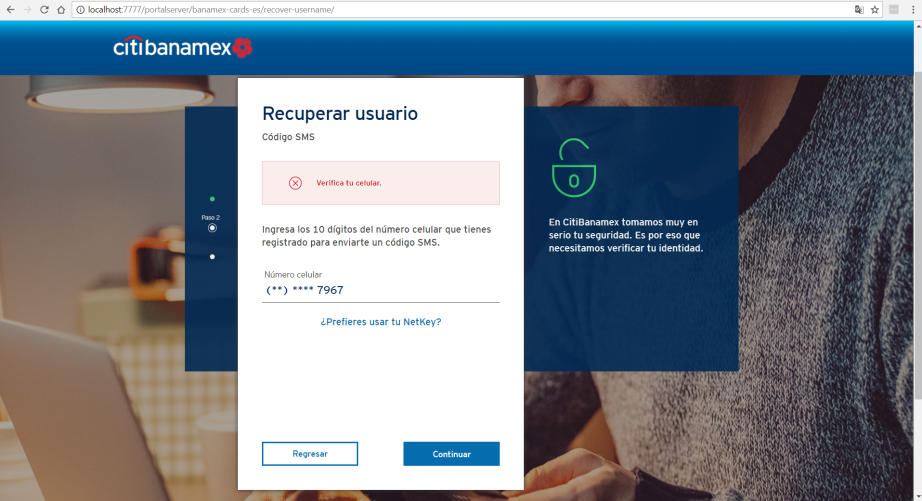 localhost:7777/portalserver/banamex-cards-es/recover-username/
citibanamex
Recuperar usuario
Código SMS
Verifica tu celular.
Paso 2
Ingresa los 10 dígitos del número celular que tienes
registrado para enviarte un código SMS.
Número celular
(**) **** 7967
¿Prefieres usar tu NetKey?
Regresar
Continuar
En CitiBanamex tomamos muy en
serio tu seguridad. Es por eso que
necesitamos verificar tu identidad.